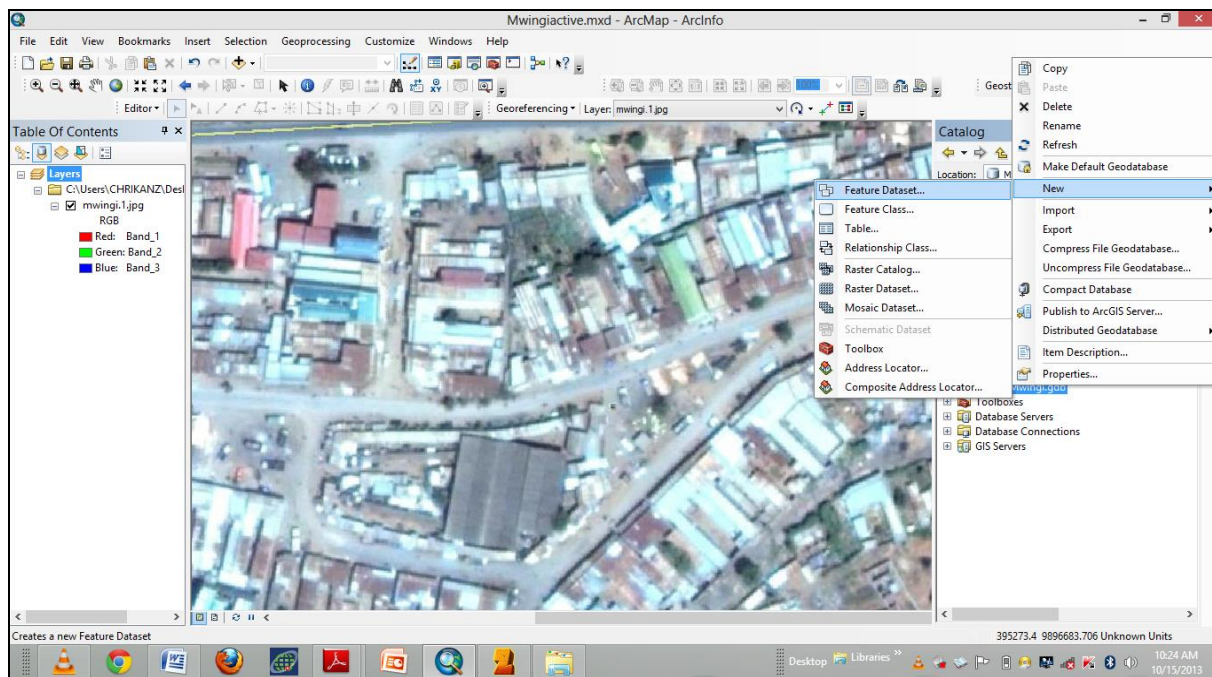 Mwingiactive.mxd - ArcMap - ArcInfo
File Edit View Bookmarks Insert Selection Geoprocessing Customize Windows Help
Geost
Editor
Georeferencing Layer: mwingi.1.jpg
Table Of Contents
Layers
C:\Users\CHRIKANZ\Desl
mwingi.1.jpg
RGB
Red: Band_1
Green: Band_2
Blue: Band_3
Catalog
Location: M
Feature Dataset...
Feature Class...
Table...
Relationship Class...
Raster Catalog...
Raster Dataset...
Mosaic Dataset...
Schematic Dataset
Toolbox
Address Locator...
Composite Address Locator...
Copy
Paste
Delete
Rename
Refresh
Make Default Geodatabase
New
Import
Export
Compress File Geodatabase...
Uncompress File Geodatabase...
Compact Database
Publish to ArcGIS Server...
Distributed Geodatabase
Item Description...
Properties...
Mwingi.gdb
Toolboxes
Database Servers
Database Connections
GIS Servers
Creates a new Feature Dataset
395273.4 9896683.706 Unknown Units
Desktop Libraries
10:24 AM
10/15/2013